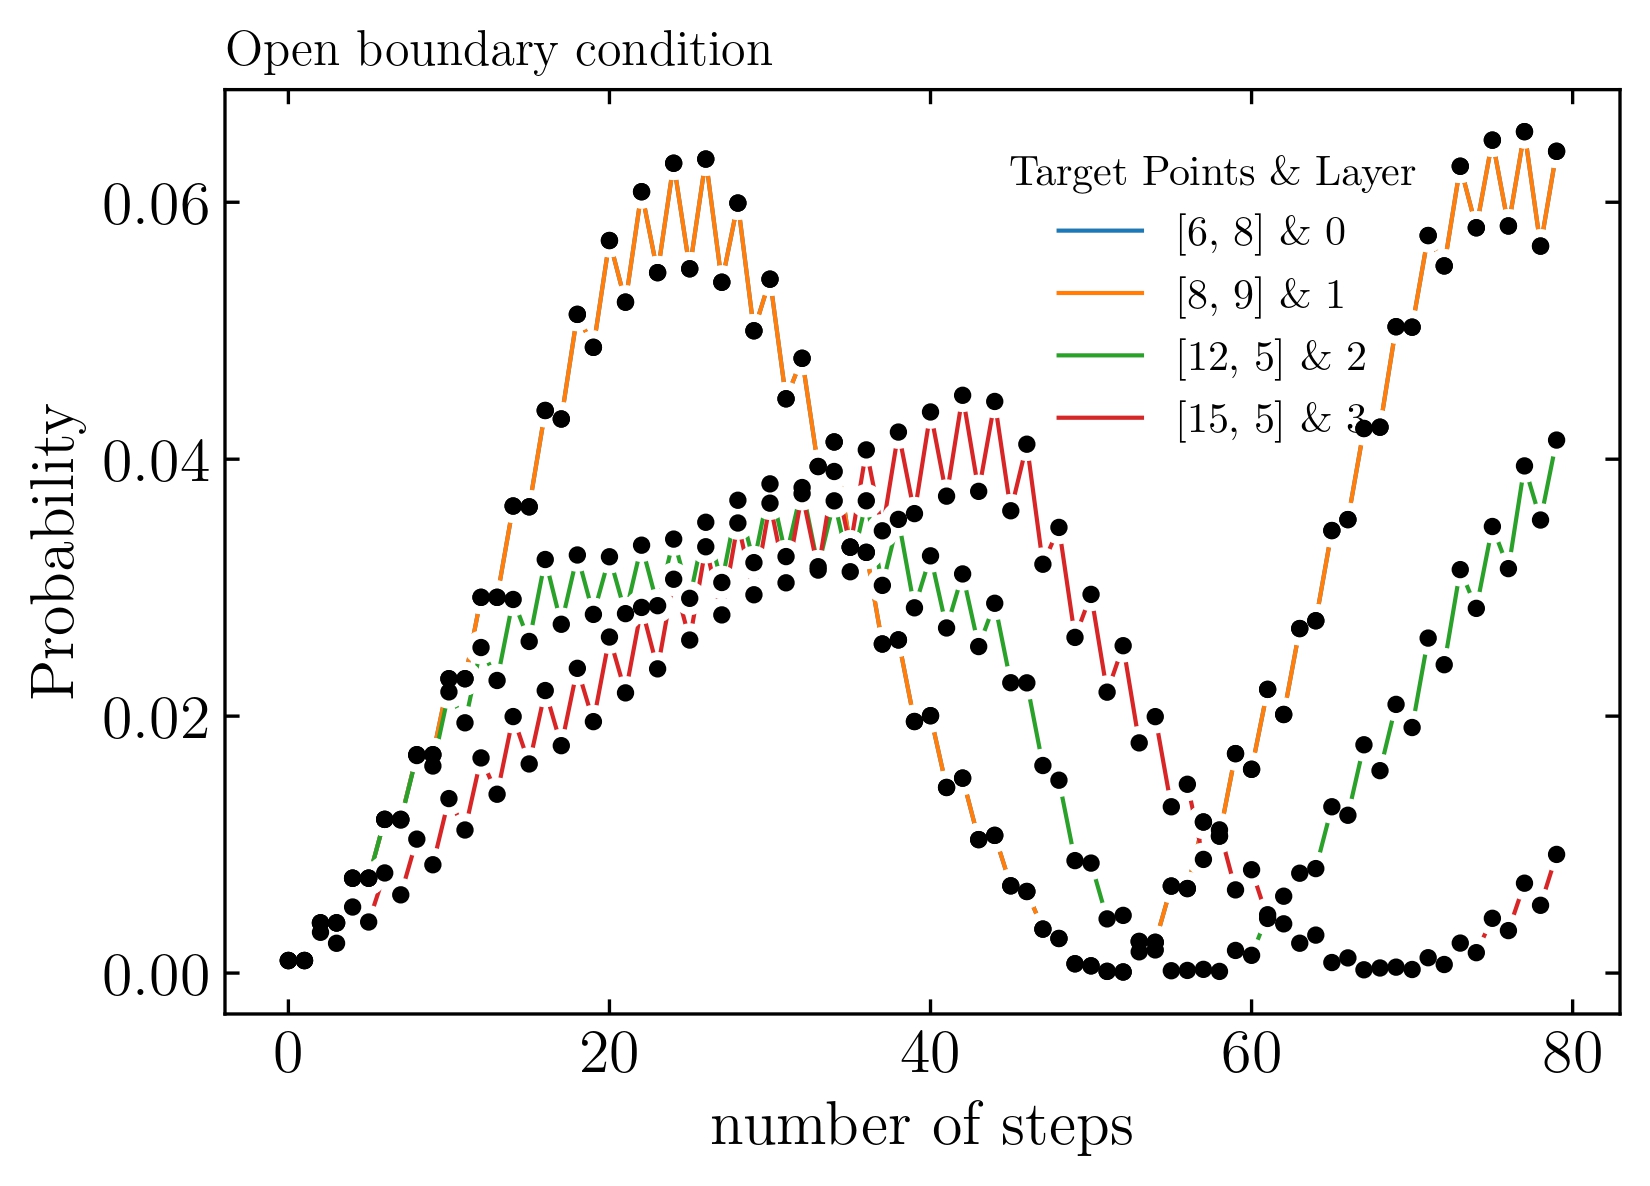 Open boundary condition
Target Points & Layer
[6, 8] & 0
[8, 9] & 1
[12, 5] & 2
[15, 5] & 3
0.06
0.04
0.02
0.00
Probability
0 20 40 60 80
number of steps